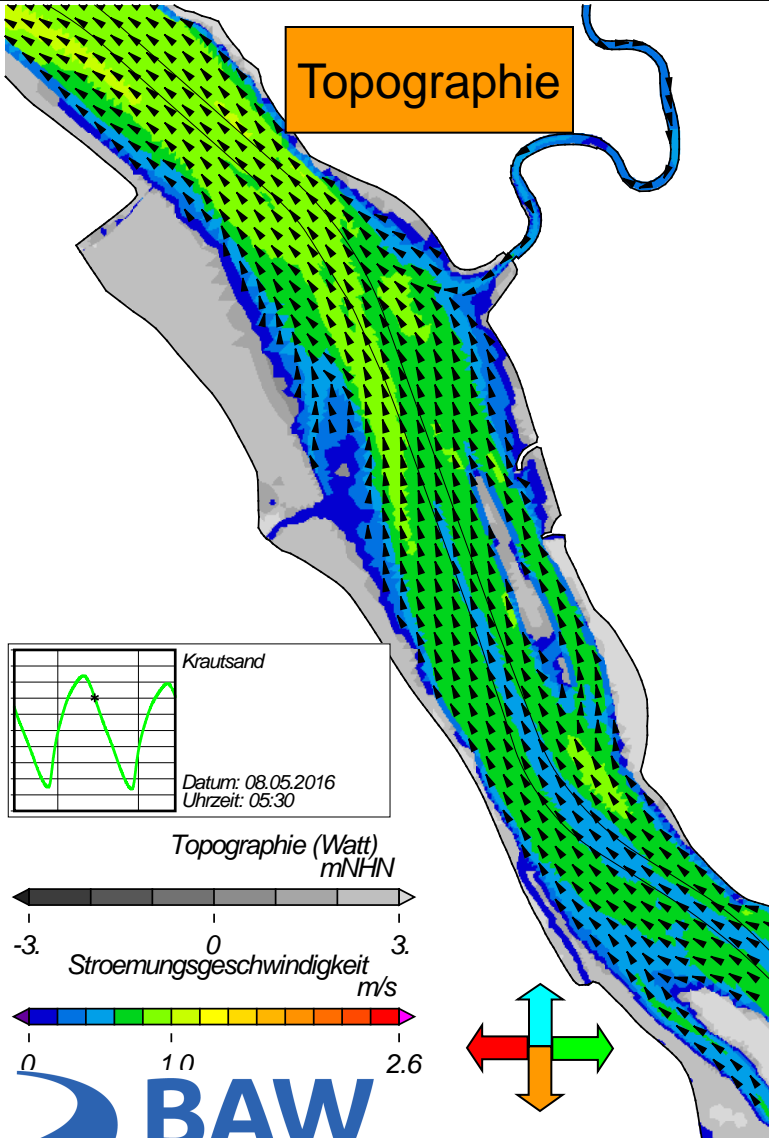 Topographie
Krautsand
Datum: 08.05.2016
Uhrzeit: 05:30
Topographie (Watt)
mNHN
-3. 0 3.
Stroemungsgeschwindigkeit
m/s
0 1.0 2.6
BAW